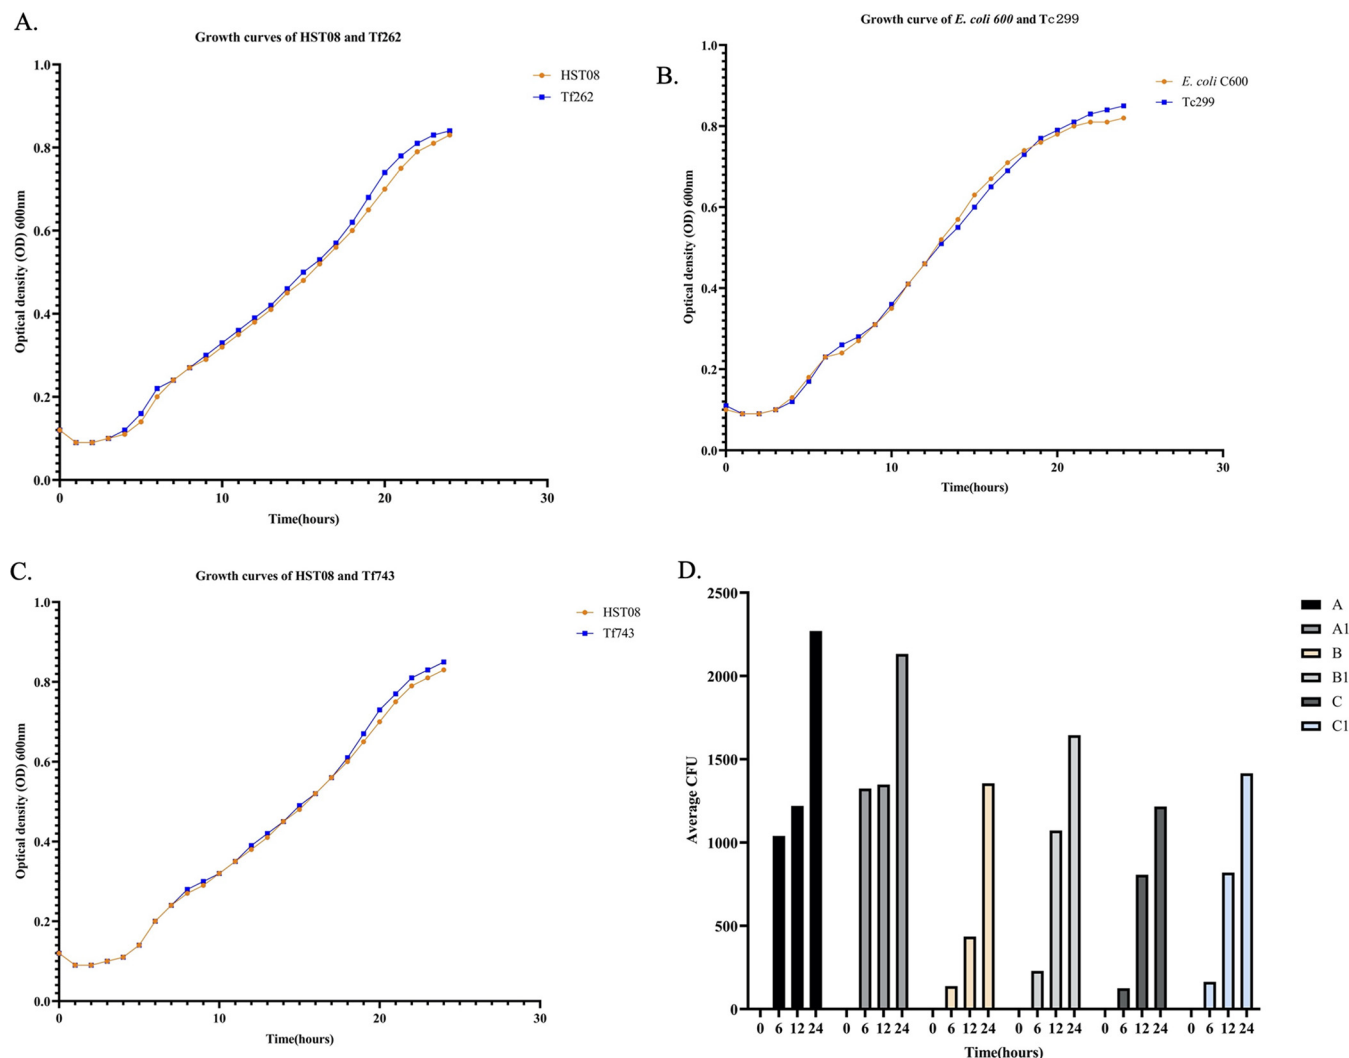 A.
Growth curves of HST08 and Tf262
HST08
Tf262
1.0
0.8
0.6
0.4
0.2
0.0
Optical density (OD) 600nm
0 10 20 30
Time(hours)
B.
Growth curve of E. coli 600 and Tc299
E. coli C600
Tc299
1.0
0.8
0.6
0.4
0.2
0.0
Optical density (OD) 600nm
0 10 20 30
Time(hours)
C.
Growth curves of HST08 and Tf743
HST08
Tf743
1.0
0.8
0.6
0.4
0.2
0.0
Optical density (OD) 600nm
0 10 20 30
Time(hours)
D.
2500
2000
1500
1000
500
0
Average CFU
A
A1
B
B1
C
C1
0 6 12 24 0 6 12 24 0 6 12 24 0 6 12 24 0 6 12 24 0 6 12 24
Time(hours)